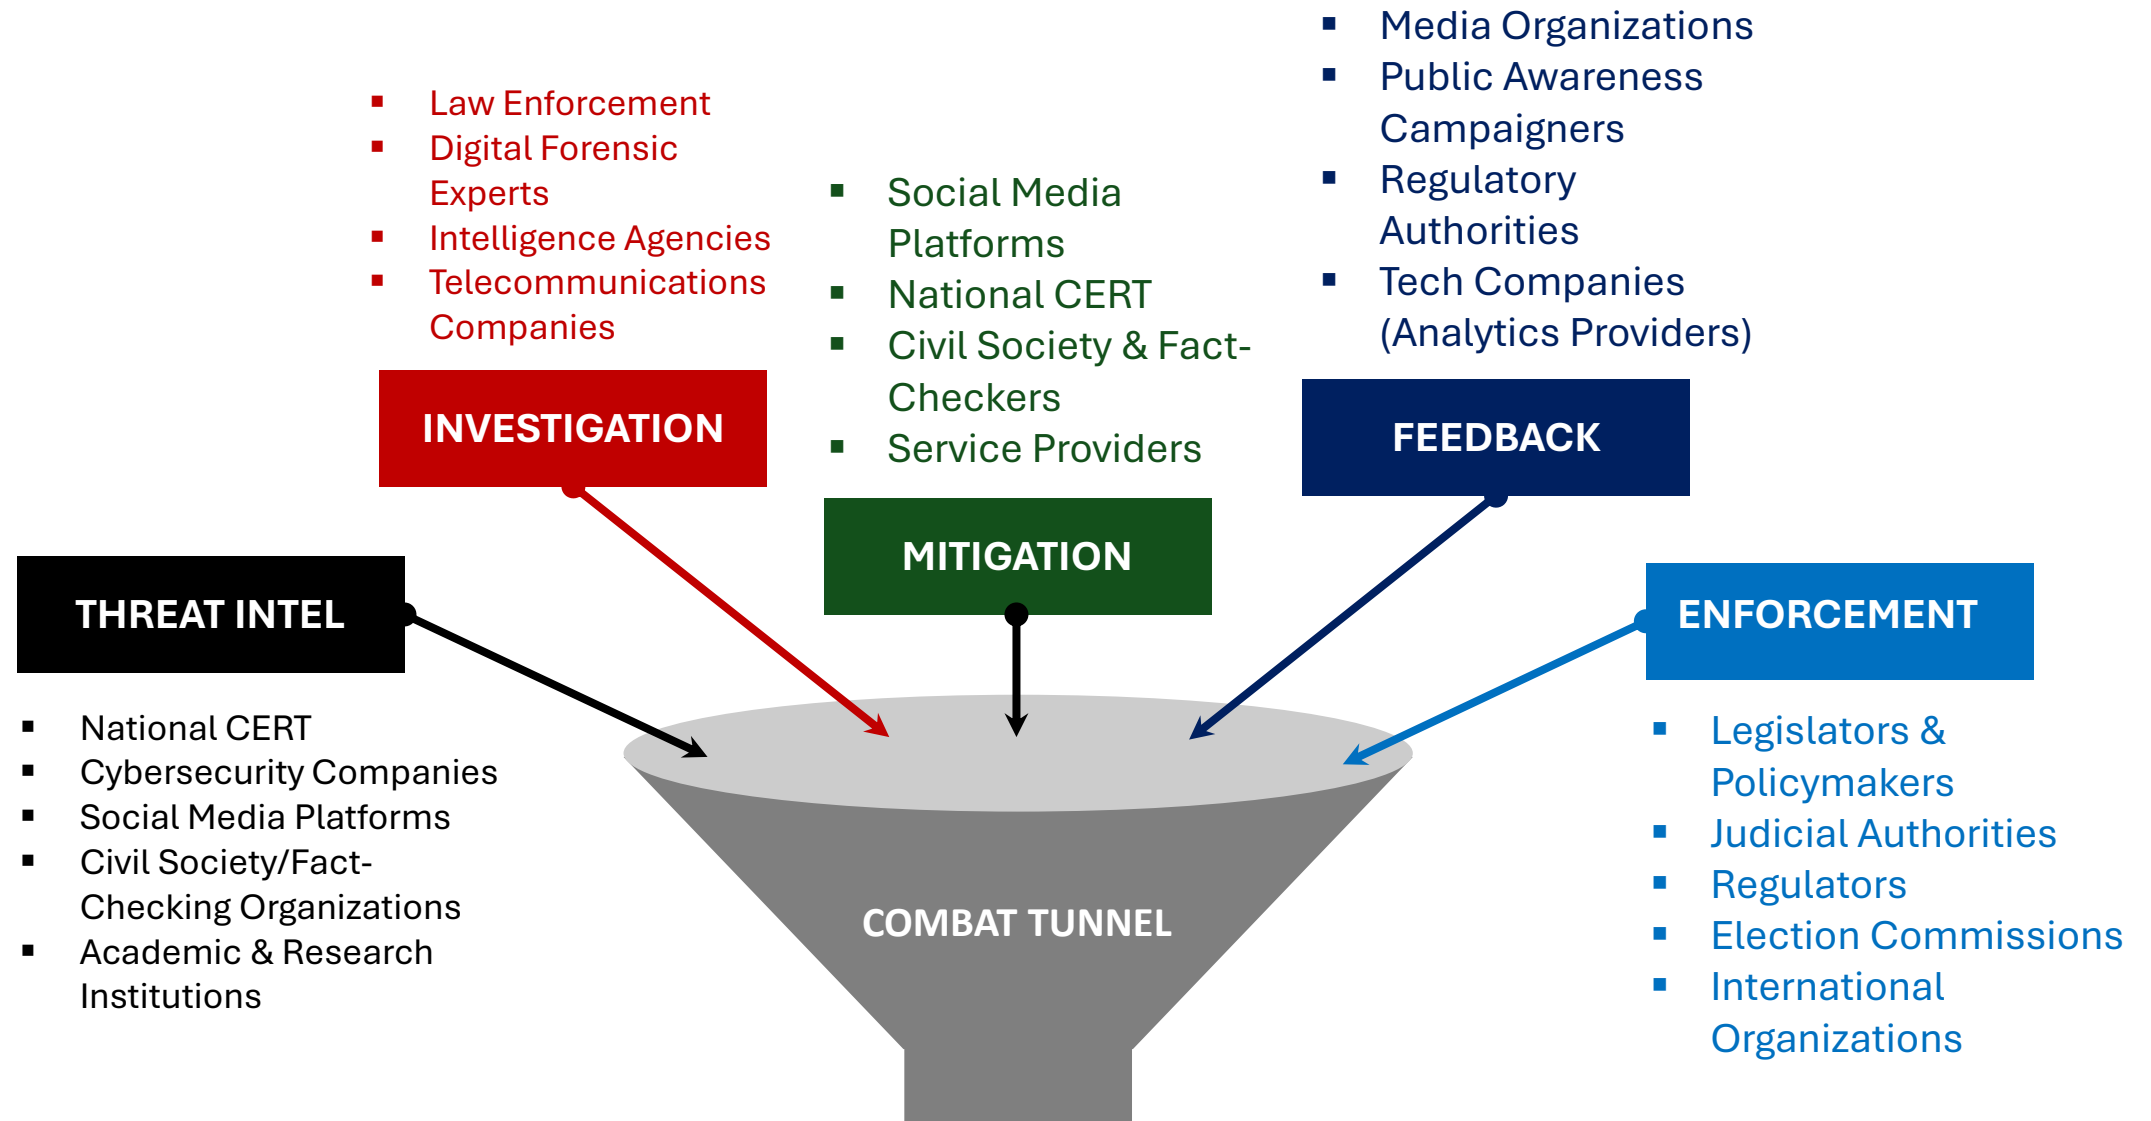 Law Enforcement
Digital Forensic
Experts
Intelligence Agencies
Telecommunications
Companies
INVESTIGATION
Social Media
Platforms
National CERT
Civil Society & Fact-
Checkers
Service Providers
MITIGATION
Media Organizations
Public Awareness
Campaigners
Regulatory
Authorities
Tech Companies
(Analytics Providers)
FEEDBACK
THREAT INTEL
National CERT
Cybersecurity Companies
Social Media Platforms
Civil Society/Fact-
Checking Organizations
Academic & Research
Institutions
ENFORCEMENT
Legislators &
Policymakers
Judicial Authorities
Regulators
Election Commissions
International
Organizations
COMBAT TUNNEL